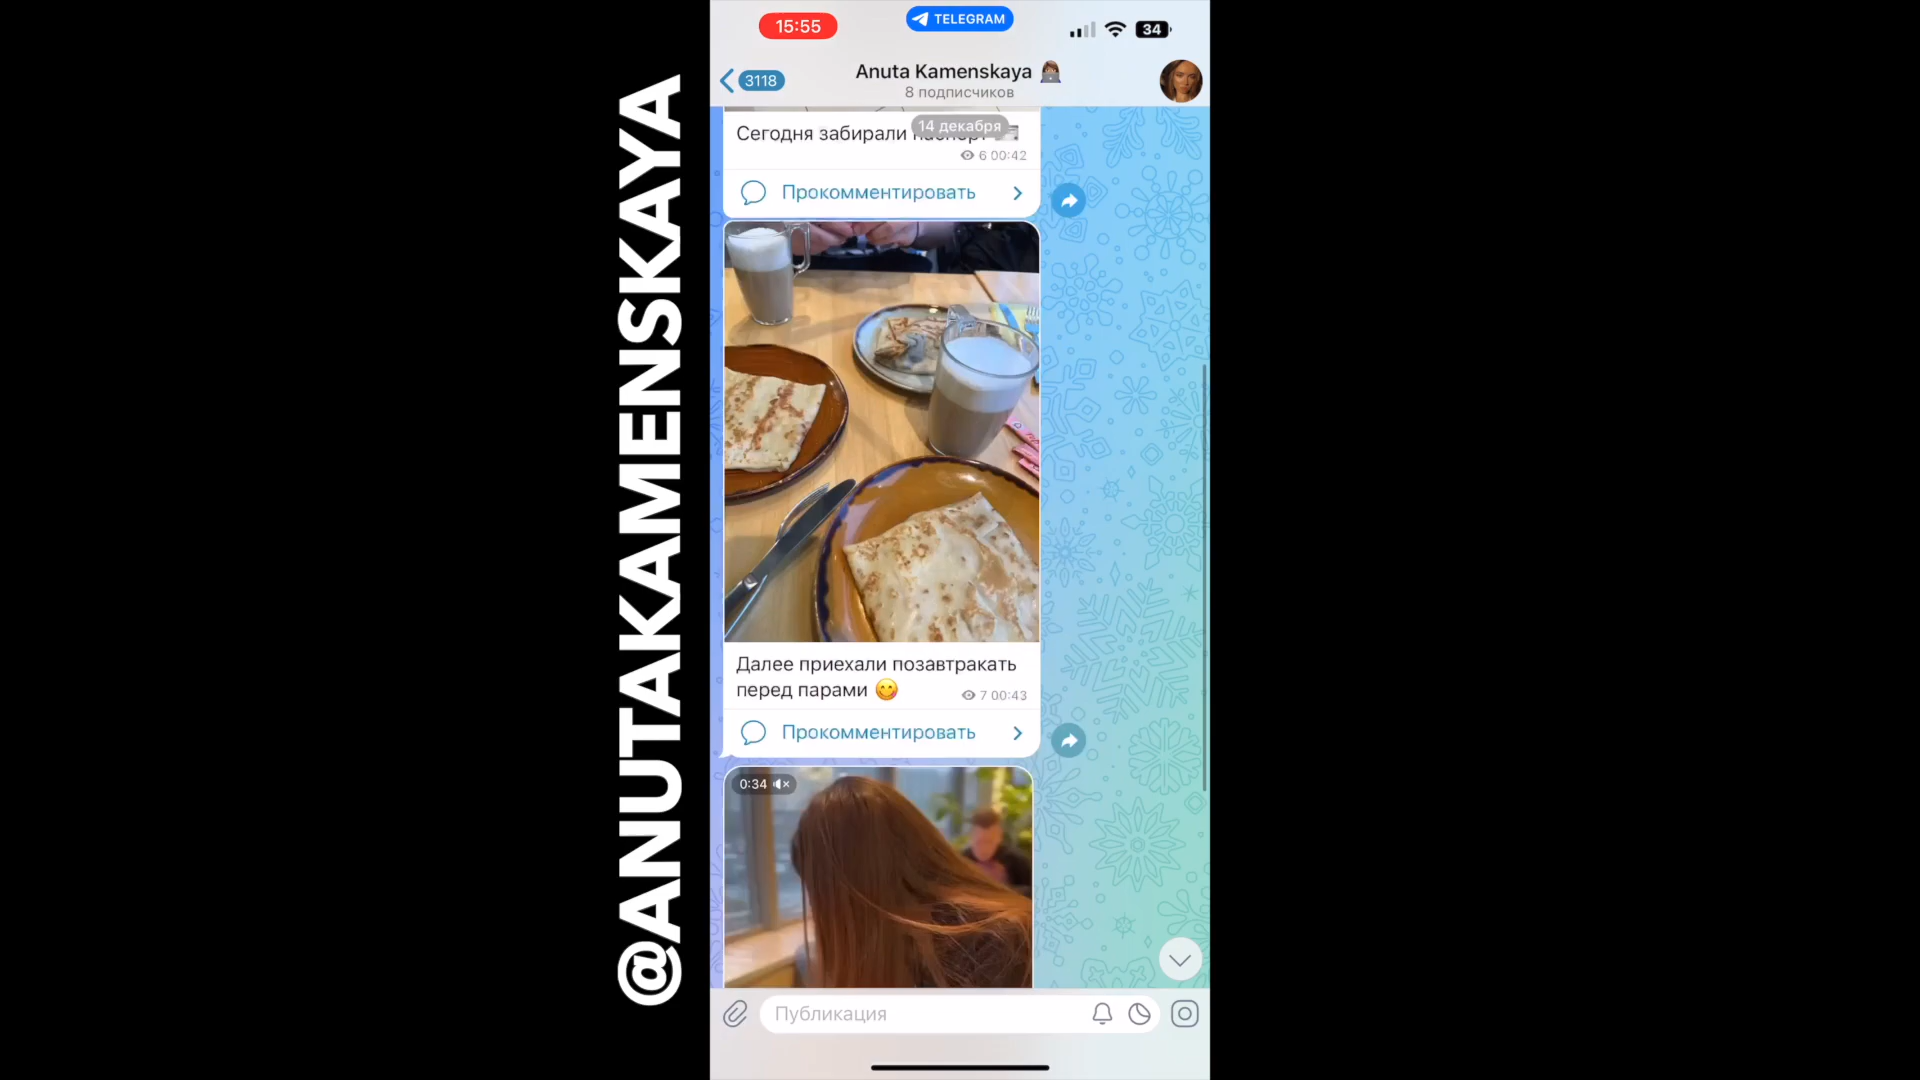 15:55
TELEGRAM
34
3118
Anuta Kamenskaya
8 подписчиков
14 декабря
Сегодня забирали паспорт
6 00:42
Прокомментировать
Далее приехали позавтракать
перед парами
7 00:43
Прокомментировать
0:34
Публикация
@ANUTAKAMENSKAYA